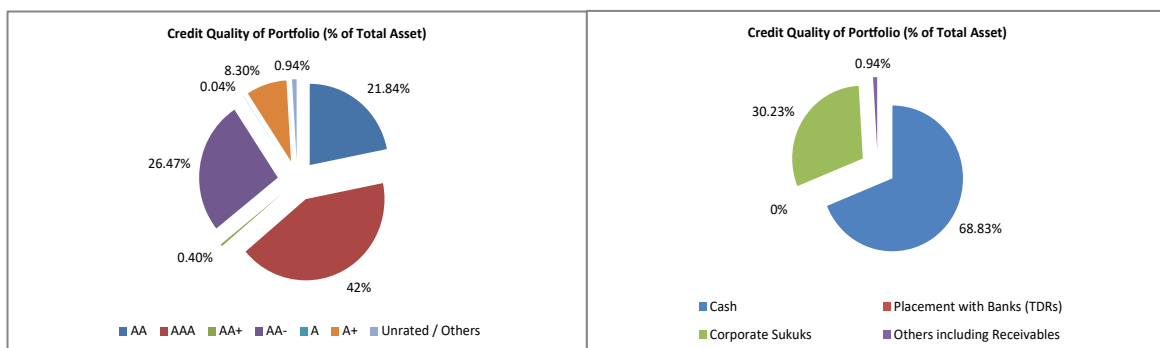 Credit Quality of Portfolio (% of Total Asset)
0.94%
8.30%
0.04%
21.84%
26.47%
0.40%
42%
AA AAA AA+ AA- A A+ Unrated / Others
Credit Quality of Portfolio (% of Total Asset)
0.94%
30.23%
0%
68.83%
Cash Placement with Banks (TDRs)
Corporate Sukuks Others including Receivables